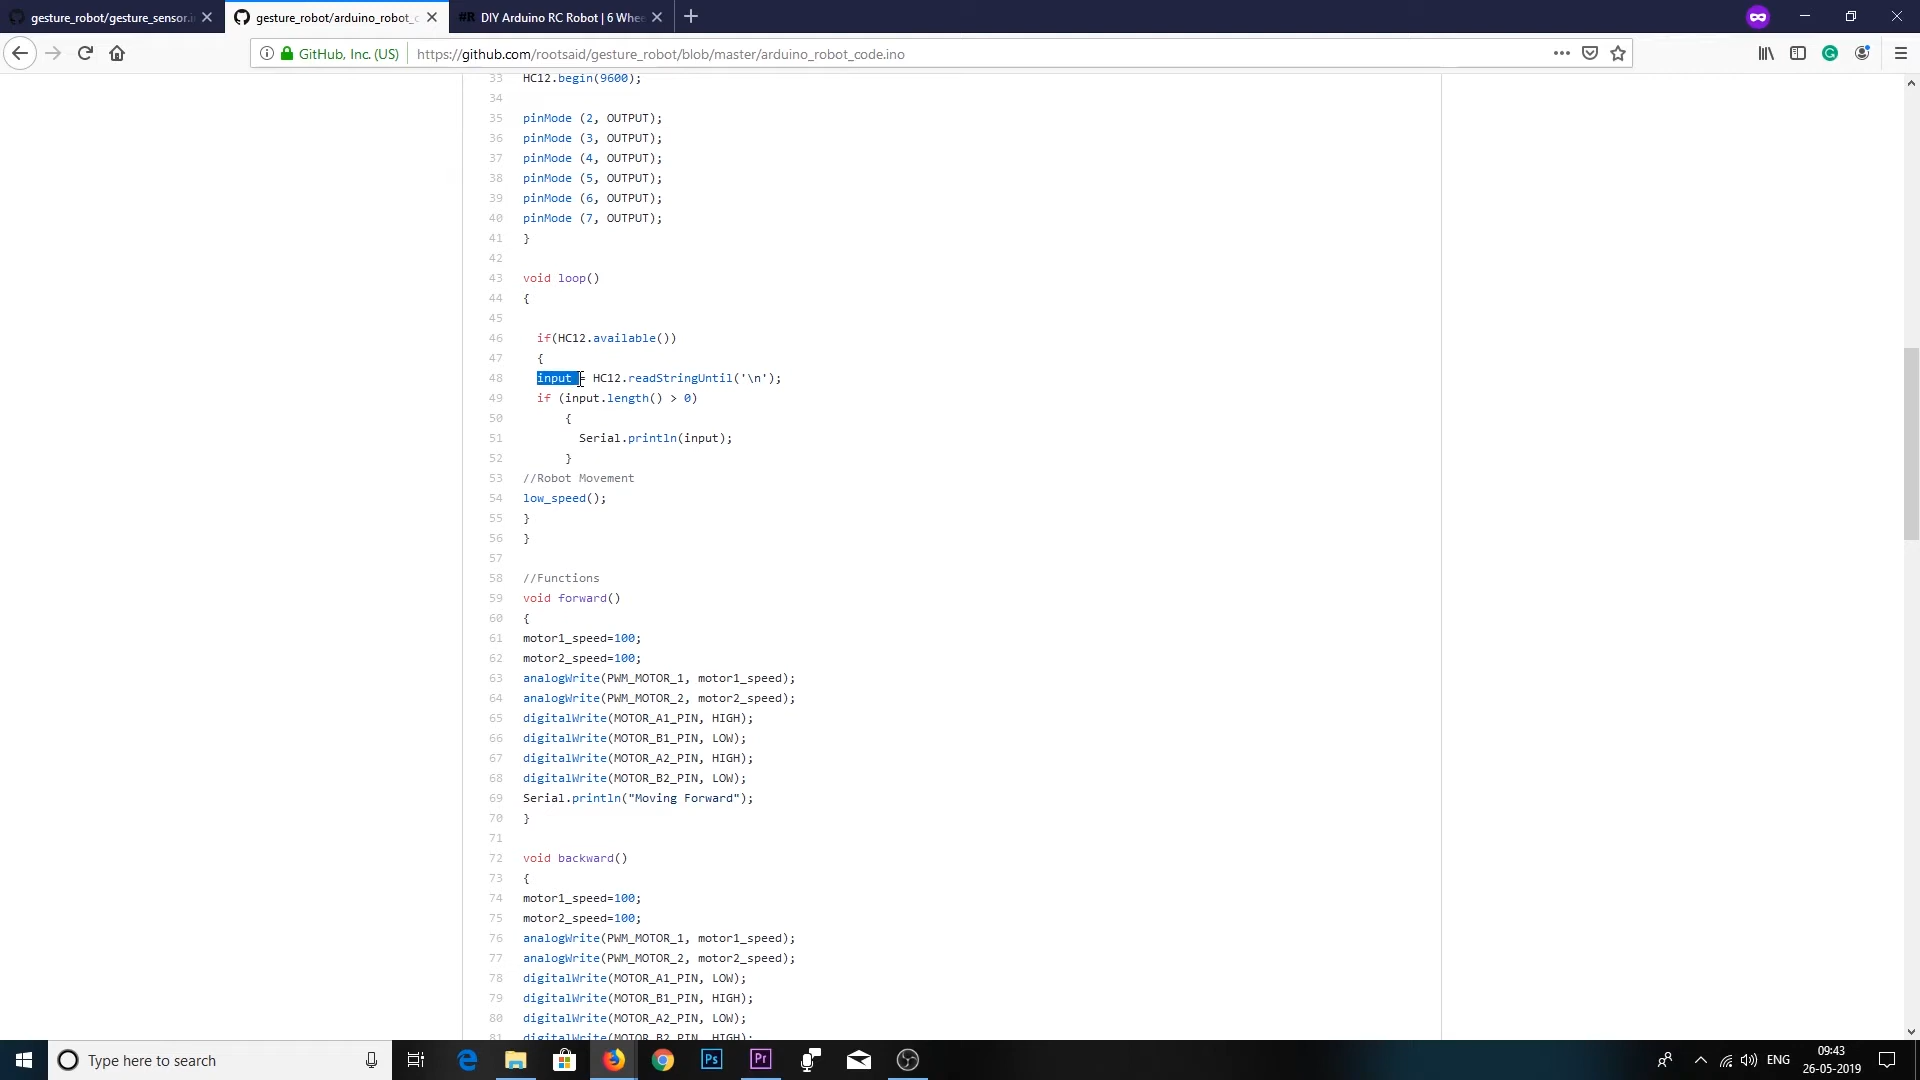 gesture_robot/gesture_sensor.i
gesture_robot/arduino_robot_c
#R DIY Arduino RC Robot | 6 Whee
GitHub, Inc. (US)
https://github.com/rootsaid/gesture_robot/blob/master/arduino_robot_code.ino
33 HC12.begin(9600);
34
35 pinMode (2, OUTPUT);
36 pinMode (3, OUTPUT);
37 pinMode (4, OUTPUT);
38 pinMode (5, OUTPUT);
39 pinMode (6, OUTPUT);
40 pinMode (7, OUTPUT);
41 }
42
43 void loop()
44 {
45
46 if(HC12.available())
47 {
48 input = HC12.readStringUntil('\n');
49 if (input.length() > 0)
50 {
51 Serial.println(input);
52 }
53 //Robot Movement
54 low_speed();
55 }
56 }
57
58 //Functions
59 void forward()
60 {
61 motor1_speed=100;
62 motor2_speed=100;
63 analogWrite(PWM_MOTOR_1, motor1_speed);
64 analogWrite(PWM_MOTOR_2, motor2_speed);
65 digitalWrite(MOTOR_A1_PIN, HIGH);
66 digitalWrite(MOTOR_B1_PIN, LOW);
67 digitalWrite(MOTOR_A2_PIN, HIGH);
68 digitalWrite(MOTOR_B2_PIN, LOW);
69 Serial.println("Moving Forward");
70 }
71
72 void backward()
73 {
74 motor1_speed=100;
75 motor2_speed=100;
76 analogWrite(PWM_MOTOR_1, motor1_speed);
77 analogWrite(PWM_MOTOR_2, motor2_speed);
78 digitalWrite(MOTOR_A1_PIN, LOW);
79 digitalWrite(MOTOR_B1_PIN, HIGH);
80 digitalWrite(MOTOR_A2_PIN, LOW);
81 digitalWrite(MOTOR_B2_PIN, HIGH);
Type here to search
Ps
Pr
ENG
09:43
26-05-2019